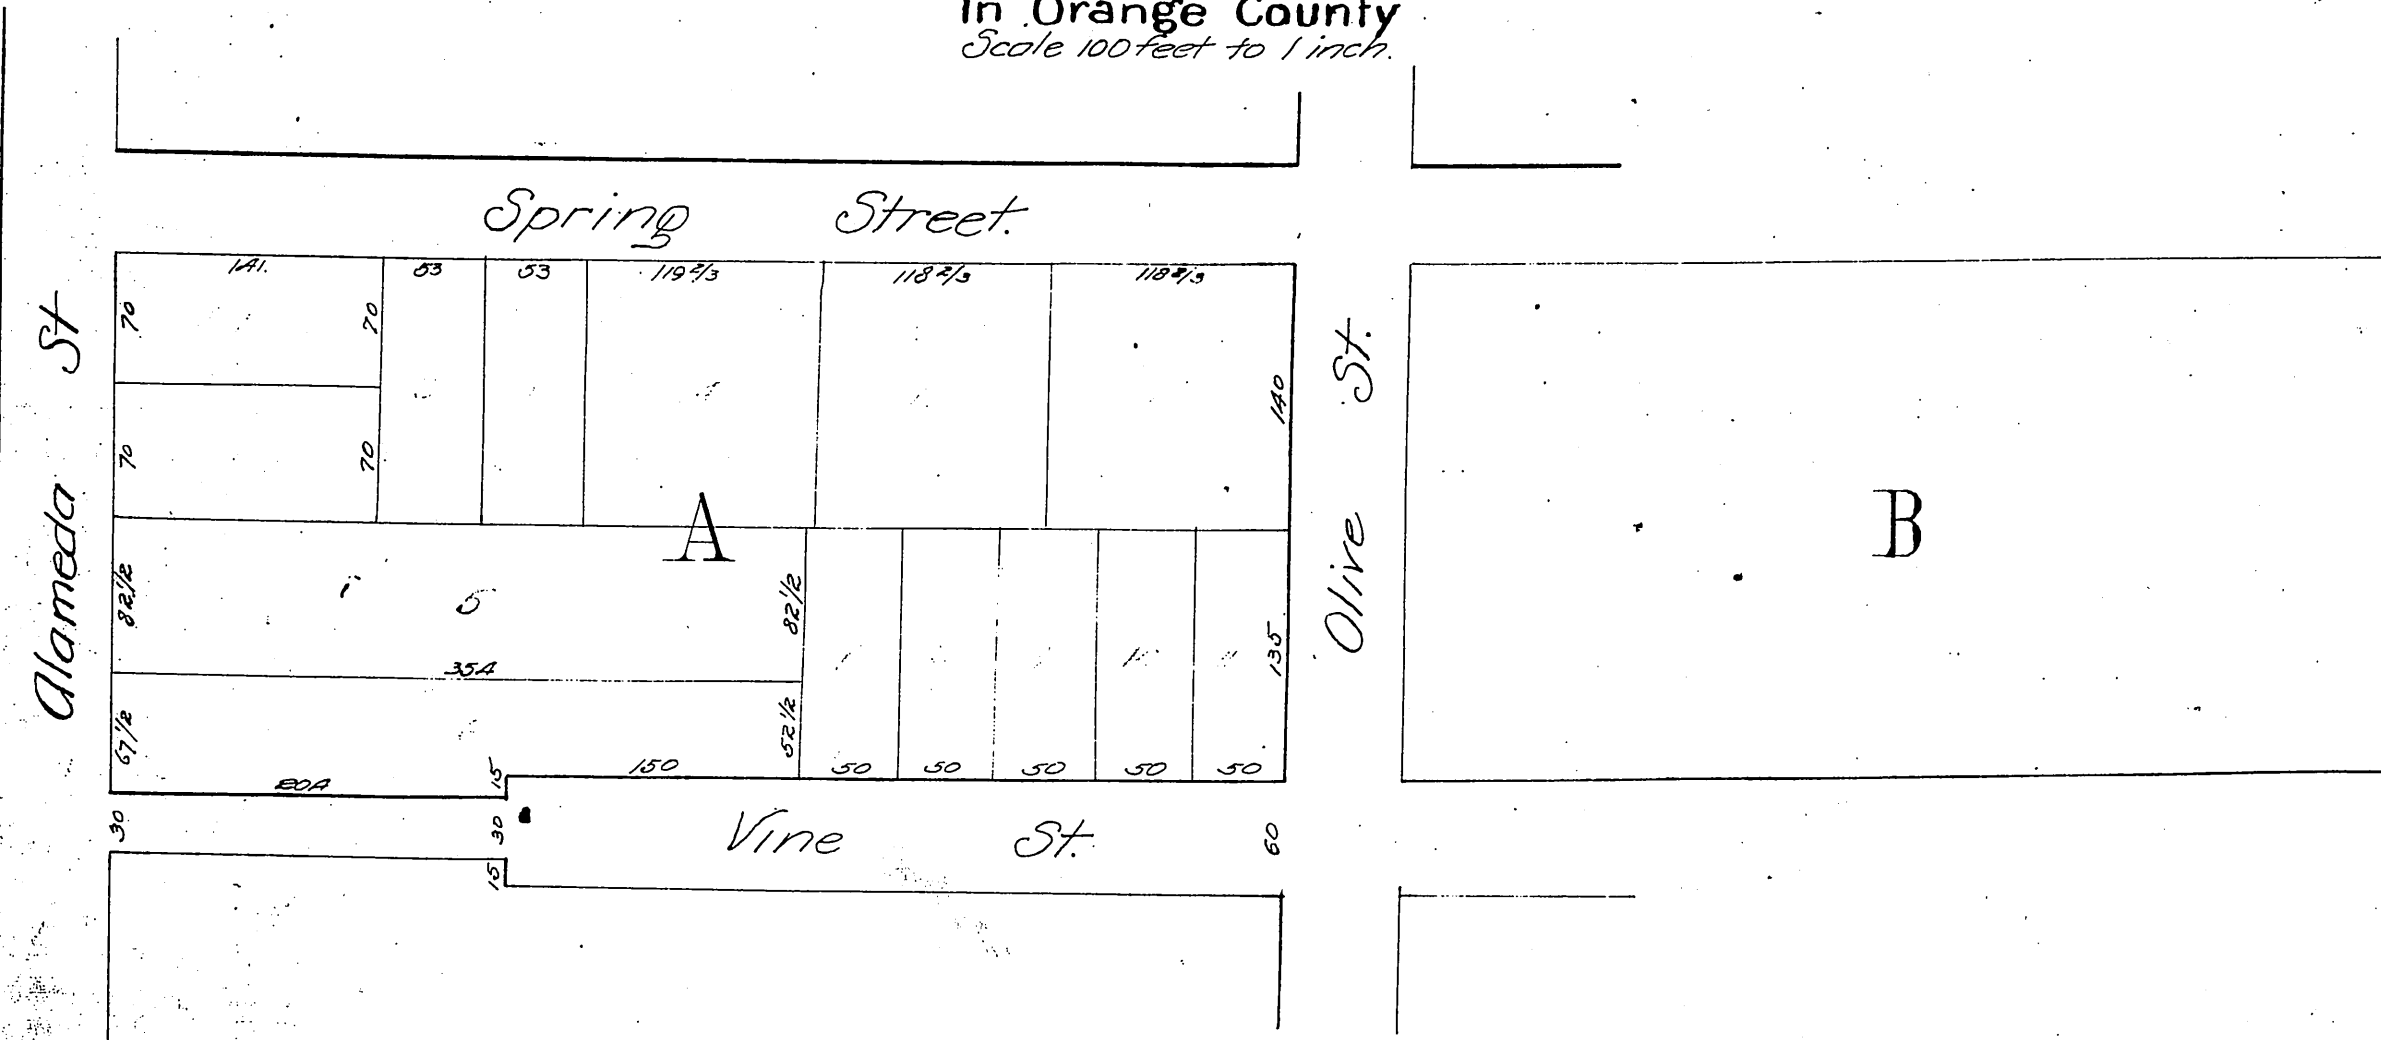 In Orange County
Scale 100 feet to 1 inch.
Spring Street.
141. 53 53 119 2/3 118 2/3 118 2/3
70 70
140
70 70
Alameda St
Olive St.
A
B
82 1/2 82 1/2
5
135
354
67 1/2 52 1/2
204 15 150 50 50 50 50 50
30 30 Vine St. 60
15